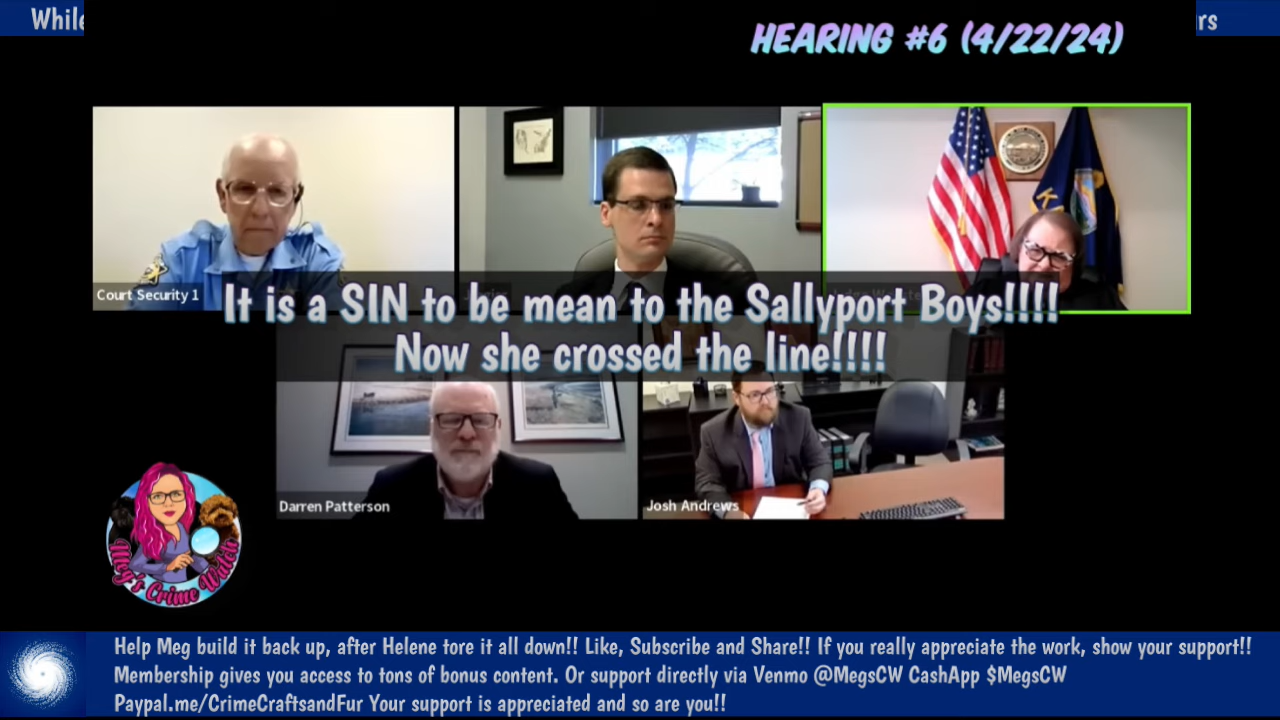 While
rs
HEARING #6 (4/22/24)
Court Security 1
It is a SIN to be mean to the Sallyport Boys!!!!
Now she crossed the line!!!!
Darren Patterson
Josh Andrews
Meg's Crime Watch
Help Meg build it back up, after Helene tore it all down!! Like, Subscribe and Share!! If you really appreciate the work, show your support!!
Membership gives you access to tons of bonus content. Or support directly via Venmo @MegsCW CashApp $MegsCW
Paypal.me/CrimeCraftsandFur Your support is appreciated and so are you!!